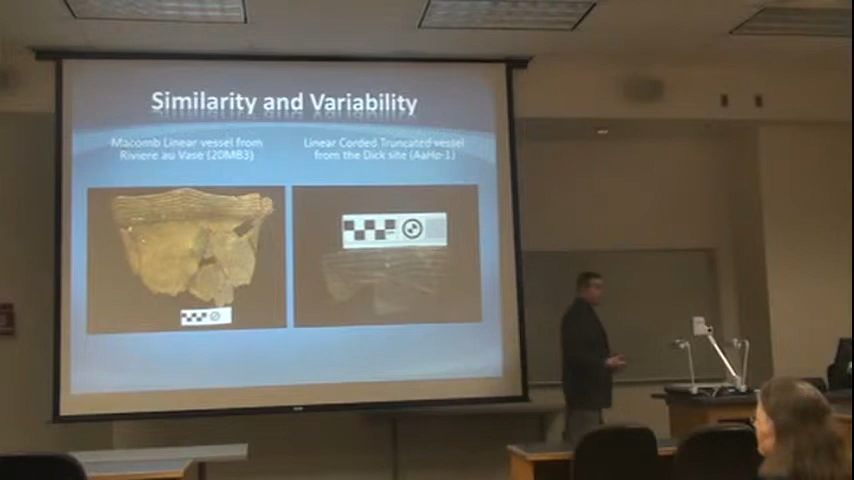 Similarity and Variability
Macomb Linear vessel from
Riviere au Vase (20MB3)
Linear Corded Truncated vessel
from the Dick site (AaHo-1)